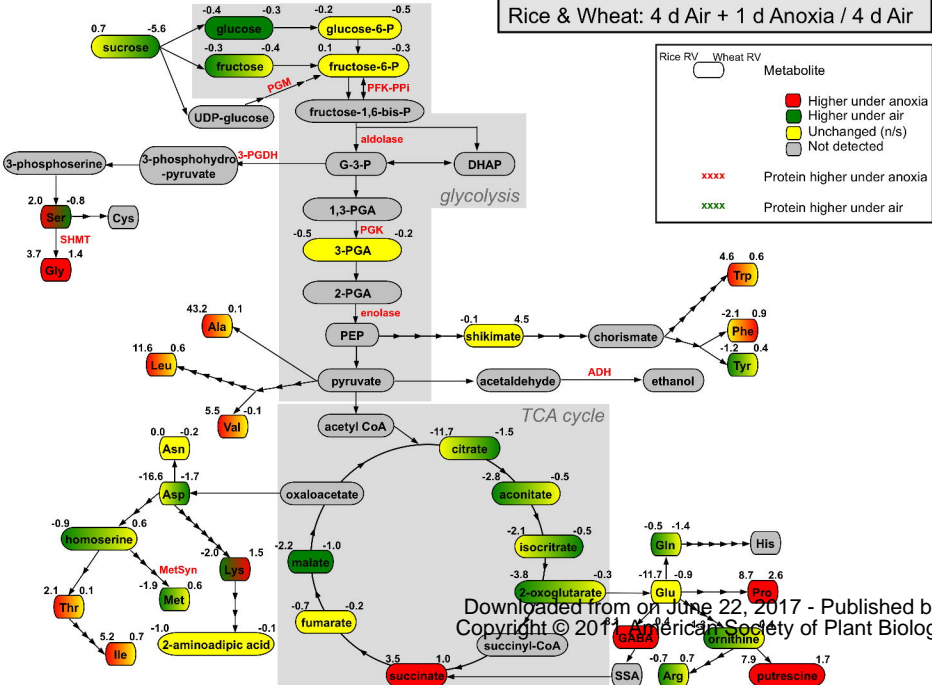 Rice & Wheat: 4 d Air + 1 d Anoxia / 4 d Air
Rice RV Wheat RV
Metabolite
Higher under anoxia
Higher under air
Unchanged (n/s)
Not detected
xxxx Protein higher under anoxia
xxxx Protein higher under air
0.7 -5.6
sucrose
-0.4 -0.3
glucose
-0.2 -0.5
glucose-6-P
-0.3 -0.4
fructose
0.1 -0.3
fructose-6-P
PGM
PFK-PPi
UDP-glucose
fructose-1,6-bis-P
aldolase
3-phosphoserine
3-phosphohydro
-pyruvate
3-PGDH
G-3-P
DHAP
glycolysis
2.0 -0.8
Ser
Cys
SHMT
3.7 1.4
Gly
1,3-PGA
PGK
-0.5 -0.2
3-PGA
2-PGA
enolase
PEP
-0.1 4.5
shikimate
chorismate
4.6 0.6
Trp
-2.1 0.9
Phe
-1.2 0.4
Tyr
43.2 0.1
Ala
11.6 0.6
Leu
5.5 -0.1
Val
pyruvate
acetaldehyde
ADH
ethanol
acetyl CoA
TCA cycle
0.0 -0.2
Asn
-16.6 -1.7
Asp
oxaloacetate
-11.7 -1.5
citrate
-2.8 -0.5
aconitate
-2.1 -0.5
isocritrate
-3.8 -0.3
2-oxoglutarate
succinyl-CoA
3.5 1.0
succinate
-0.7 -0.2
fumarate
-2.2 -1.0
malate
-0.9 0.6
homoserine
-2.0 1.5
Lys
MetSyn
-1.9 0.6
Met
2.1 0.1
Thr
5.2 0.7
Ile
-1.0 -0.1
2-aminoadipic acid
-0.5 -1.4
Gln
His
-11.7 -0.9
Glu
8.7 2.6
Pro
GABA
ornithine
SSA
-0.7 0.7
Arg
7.9 1.7
putrescine
Downloaded from on June 22, 2017 - Published b
Copyright © 2011 American Society of Plant Biolog